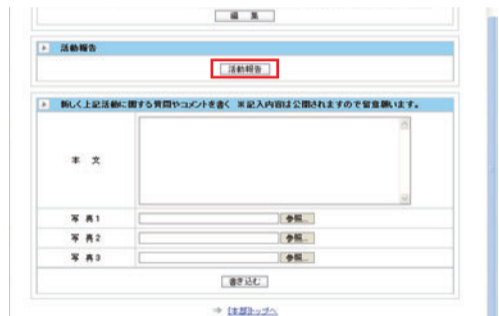 編 集
活動報告
活動報告
新しく上記活動に関する質問やコメントを書く ※記入内容は公開されますので留意願います。
本 文
写 真1
参照...
写 真2
参照...
写 真3
参照...
書き込む
⇒ [本部]トップへ